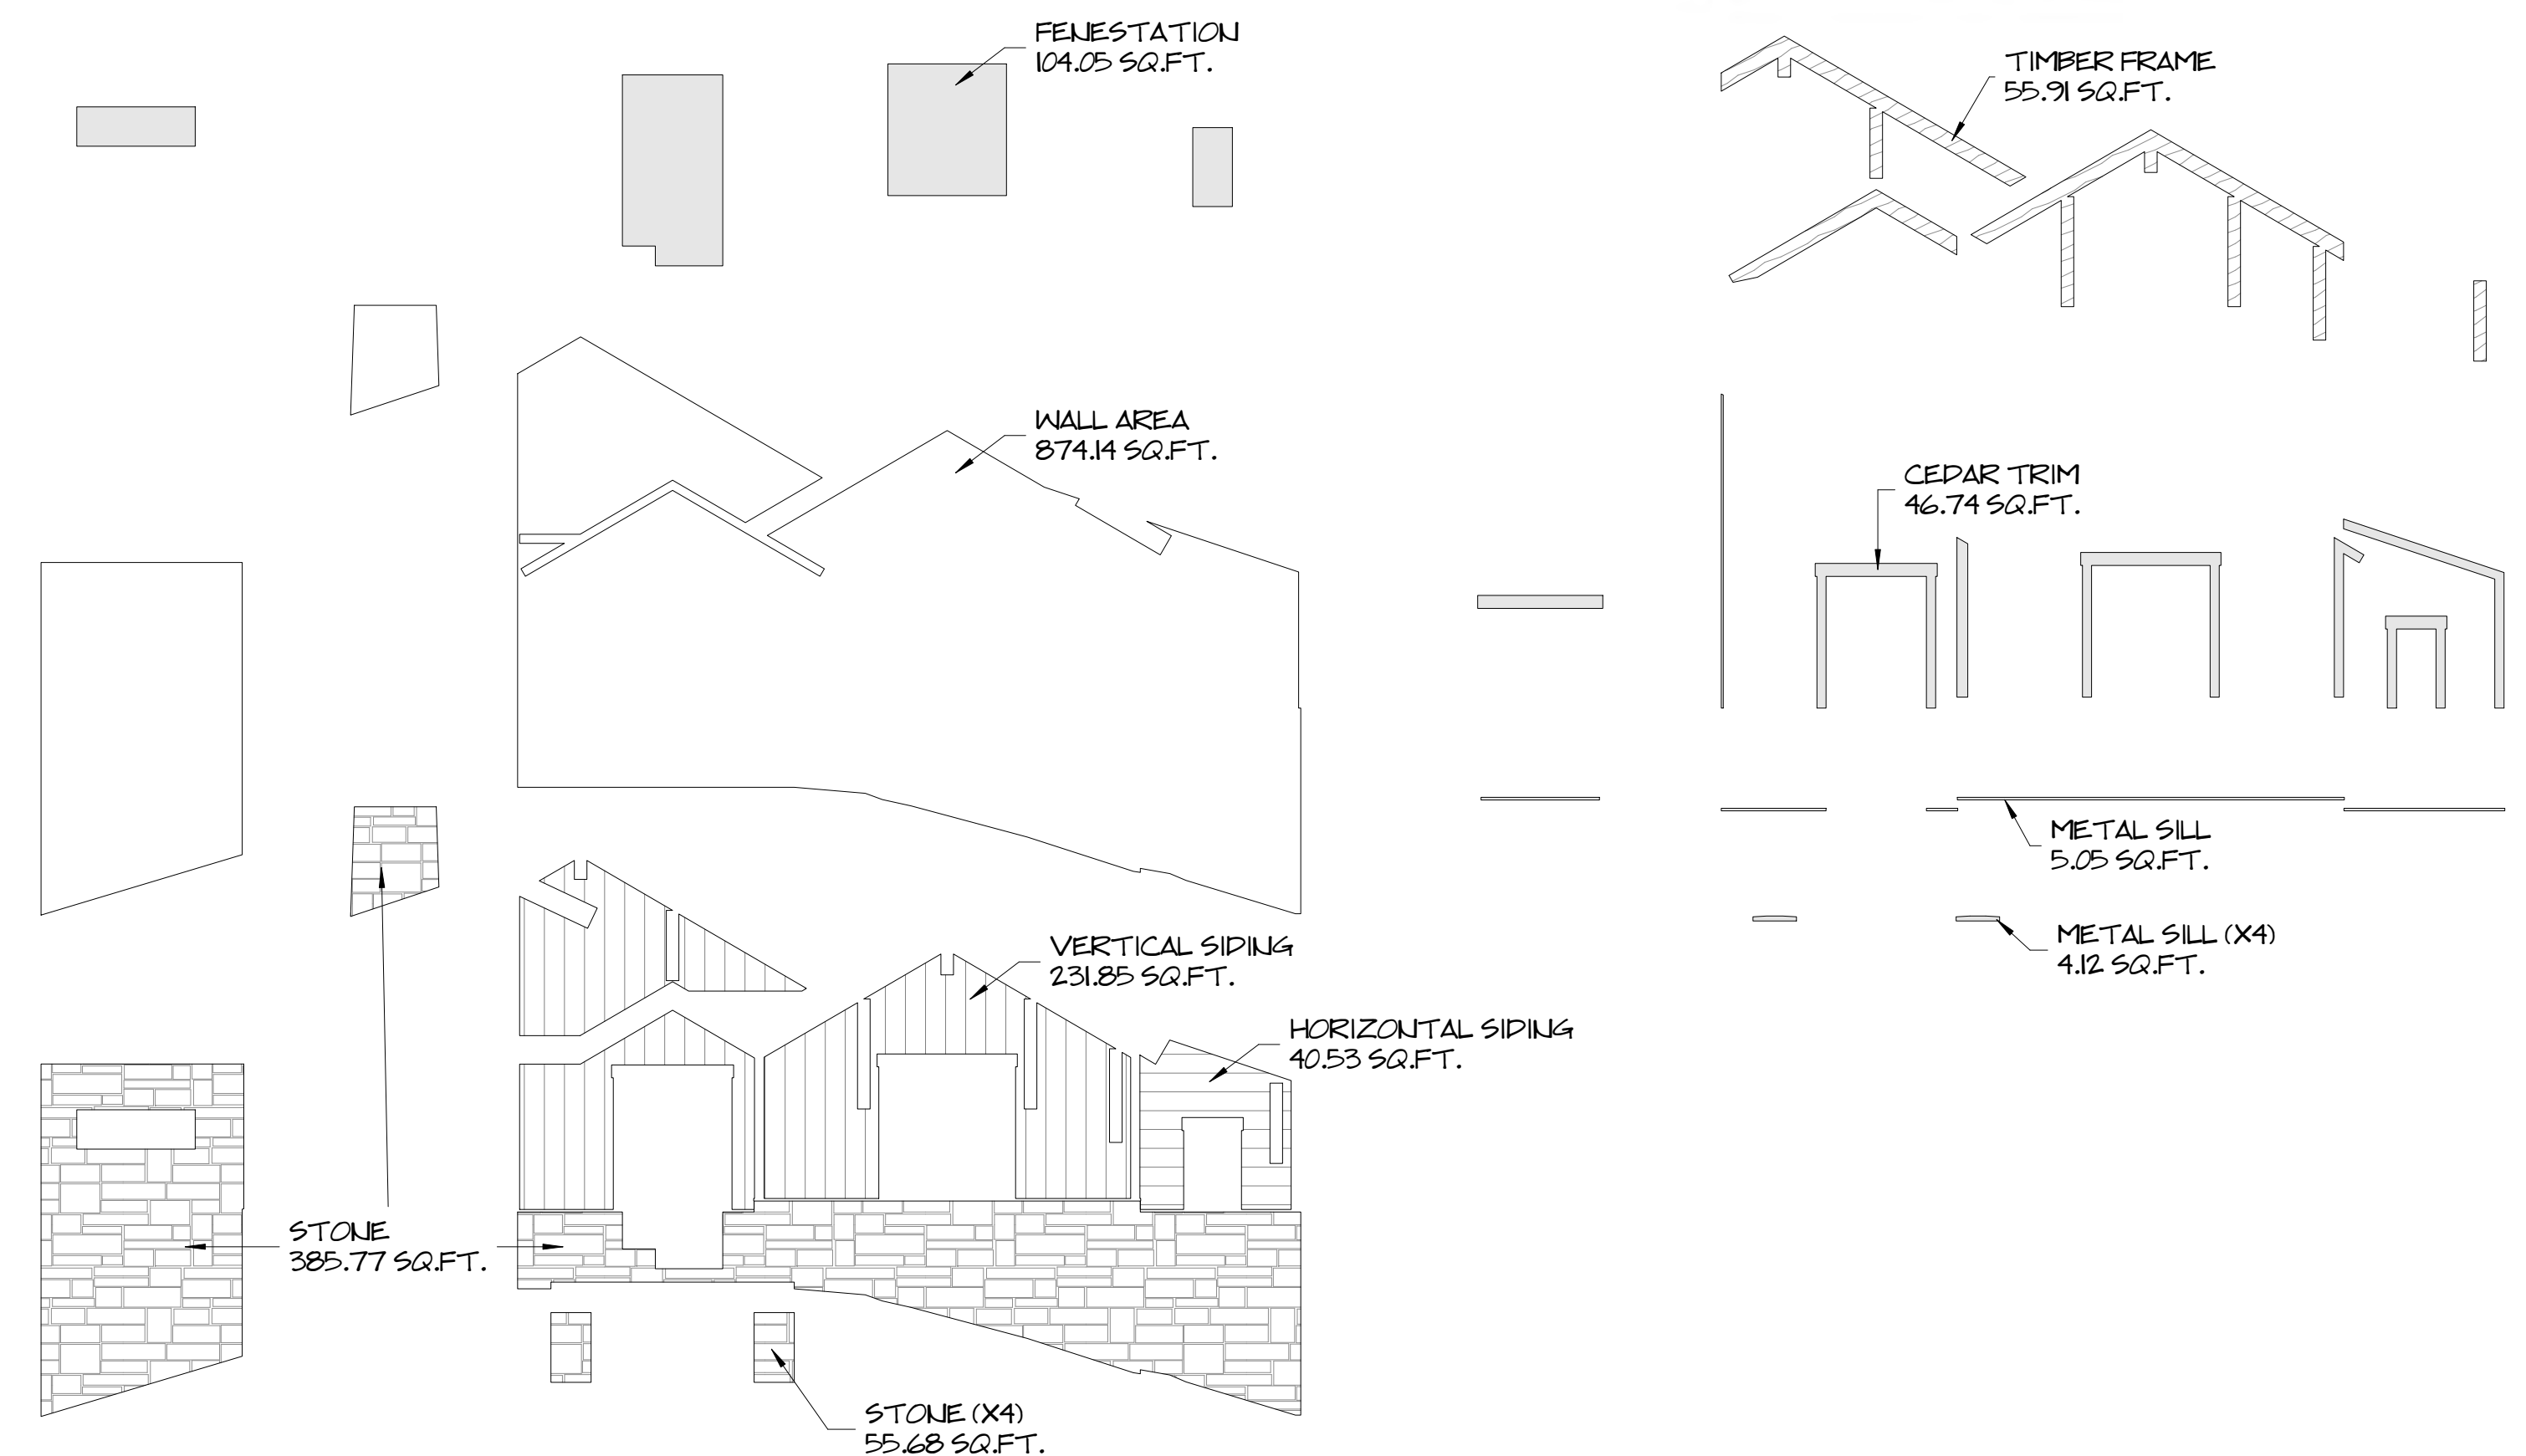 FENESTATION
104.05 SQ.FT.
TIMBER FRAME
55.91 SQ.FT.
WALL AREA
874.14 SQ.FT.
CEDAR TRIM
46.74 SQ.FT.
METAL SILL
5.05 SQ.FT.
METAL SILL (X4)
4.12 SQ.FT.
VERTICAL SIDING
231.85 SQ.FT.
HORIZONTAL SIDING
40.53 SQ.FT.
STONE
385.77 SQ.FT.
STONE (X4)
55.68 SQ.FT.